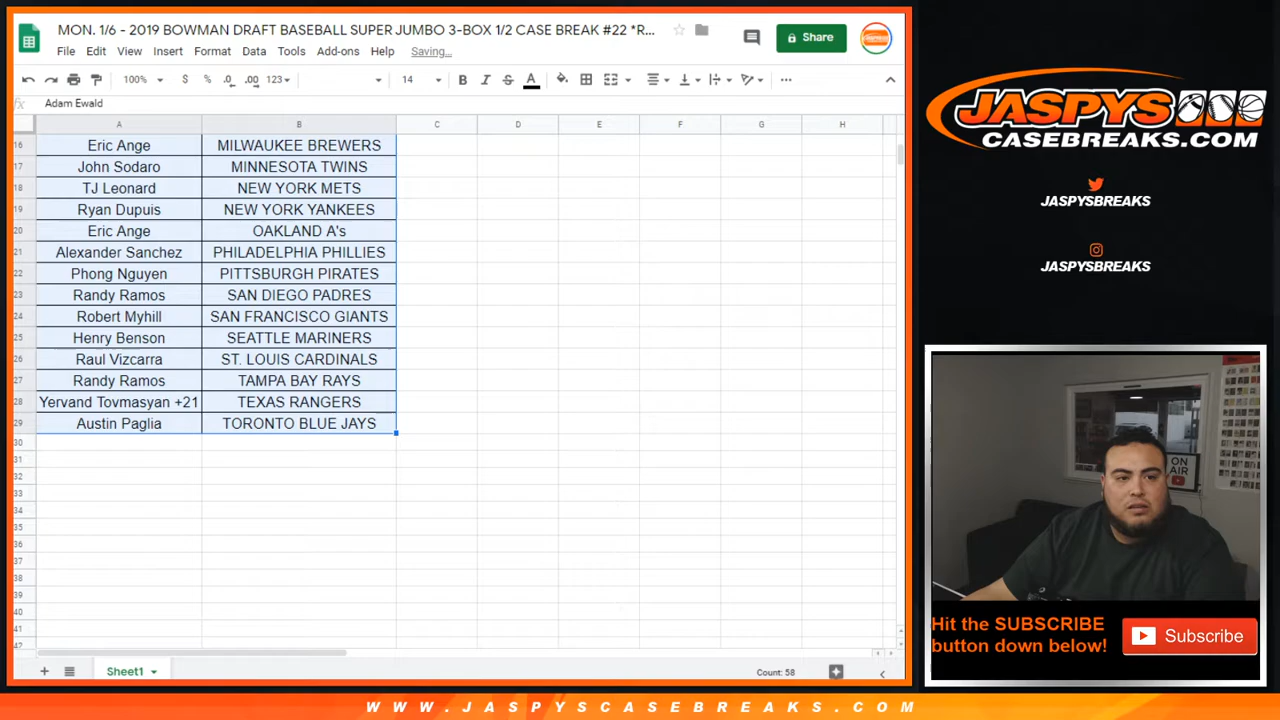 MON. 1/6 - 2019 BOWMAN DRAFT BASEBALL SUPER JUMBO 3-BOX 1/2 CASE BREAK #22 *R...
Share
File Edit View Insert Format Data Tools Add-ons Help Saving...
100% $ % .0 .00 123 14 B I S A
fx Adam Ewald
A B C D E F G H
16 Eric Ange MILWAUKEE BREWERS
17 John Sodaro MINNESOTA TWINS
18 TJ Leonard NEW YORK METS
19 Ryan Dupuis NEW YORK YANKEES
20 Eric Ange OAKLAND A's
21 Alexander Sanchez PHILADELPHIA PHILLIES
22 Phong Nguyen PITTSBURGH PIRATES
23 Randy Ramos SAN DIEGO PADRES
24 Robert Myhill SAN FRANCISCO GIANTS
25 Henry Benson SEATTLE MARINERS
26 Raul Vizcarra ST. LOUIS CARDINALS
27 Randy Ramos TAMPA BAY RAYS
28 Yervand Tovmasyan +21 TEXAS RANGERS
29 Austin Paglia TORONTO BLUE JAYS
30
31
32
33
34
35
36
37
38
39
40
41
42
Sheet1
Count: 58
JASPYS
CASEBREAKS.COM
JASPYSBREAKS
JASPYSBREAKS
ON
AIR
Hit the SUBSCRIBE
button down below!
Subscribe
WWW.JASPYSCASEBREAKS.COM